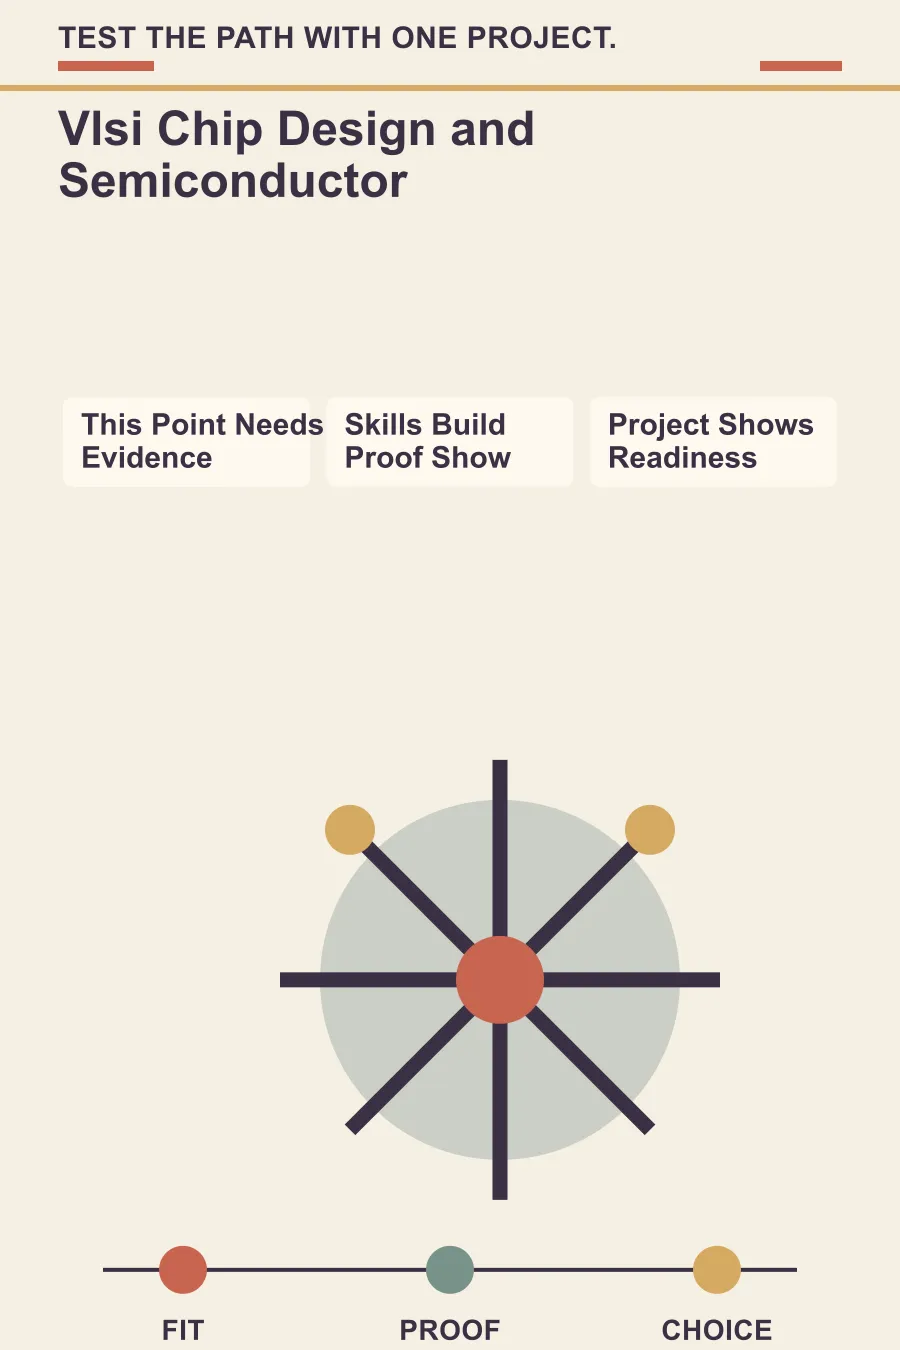 TEST THE PATH WITH ONE PROJECT.
Vlsi Chip Design and
Semiconductor
This Point Needs
Evidence
Skills Build
Proof Show
Project Shows
Readiness
FIT
PROOF
CHOICE